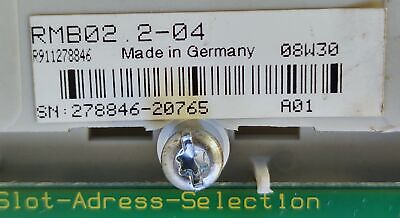 RMB02.2-04
R911278846 Made in Germany 08W30
SN:278846-20765 A01
Slot-Adress-Selection